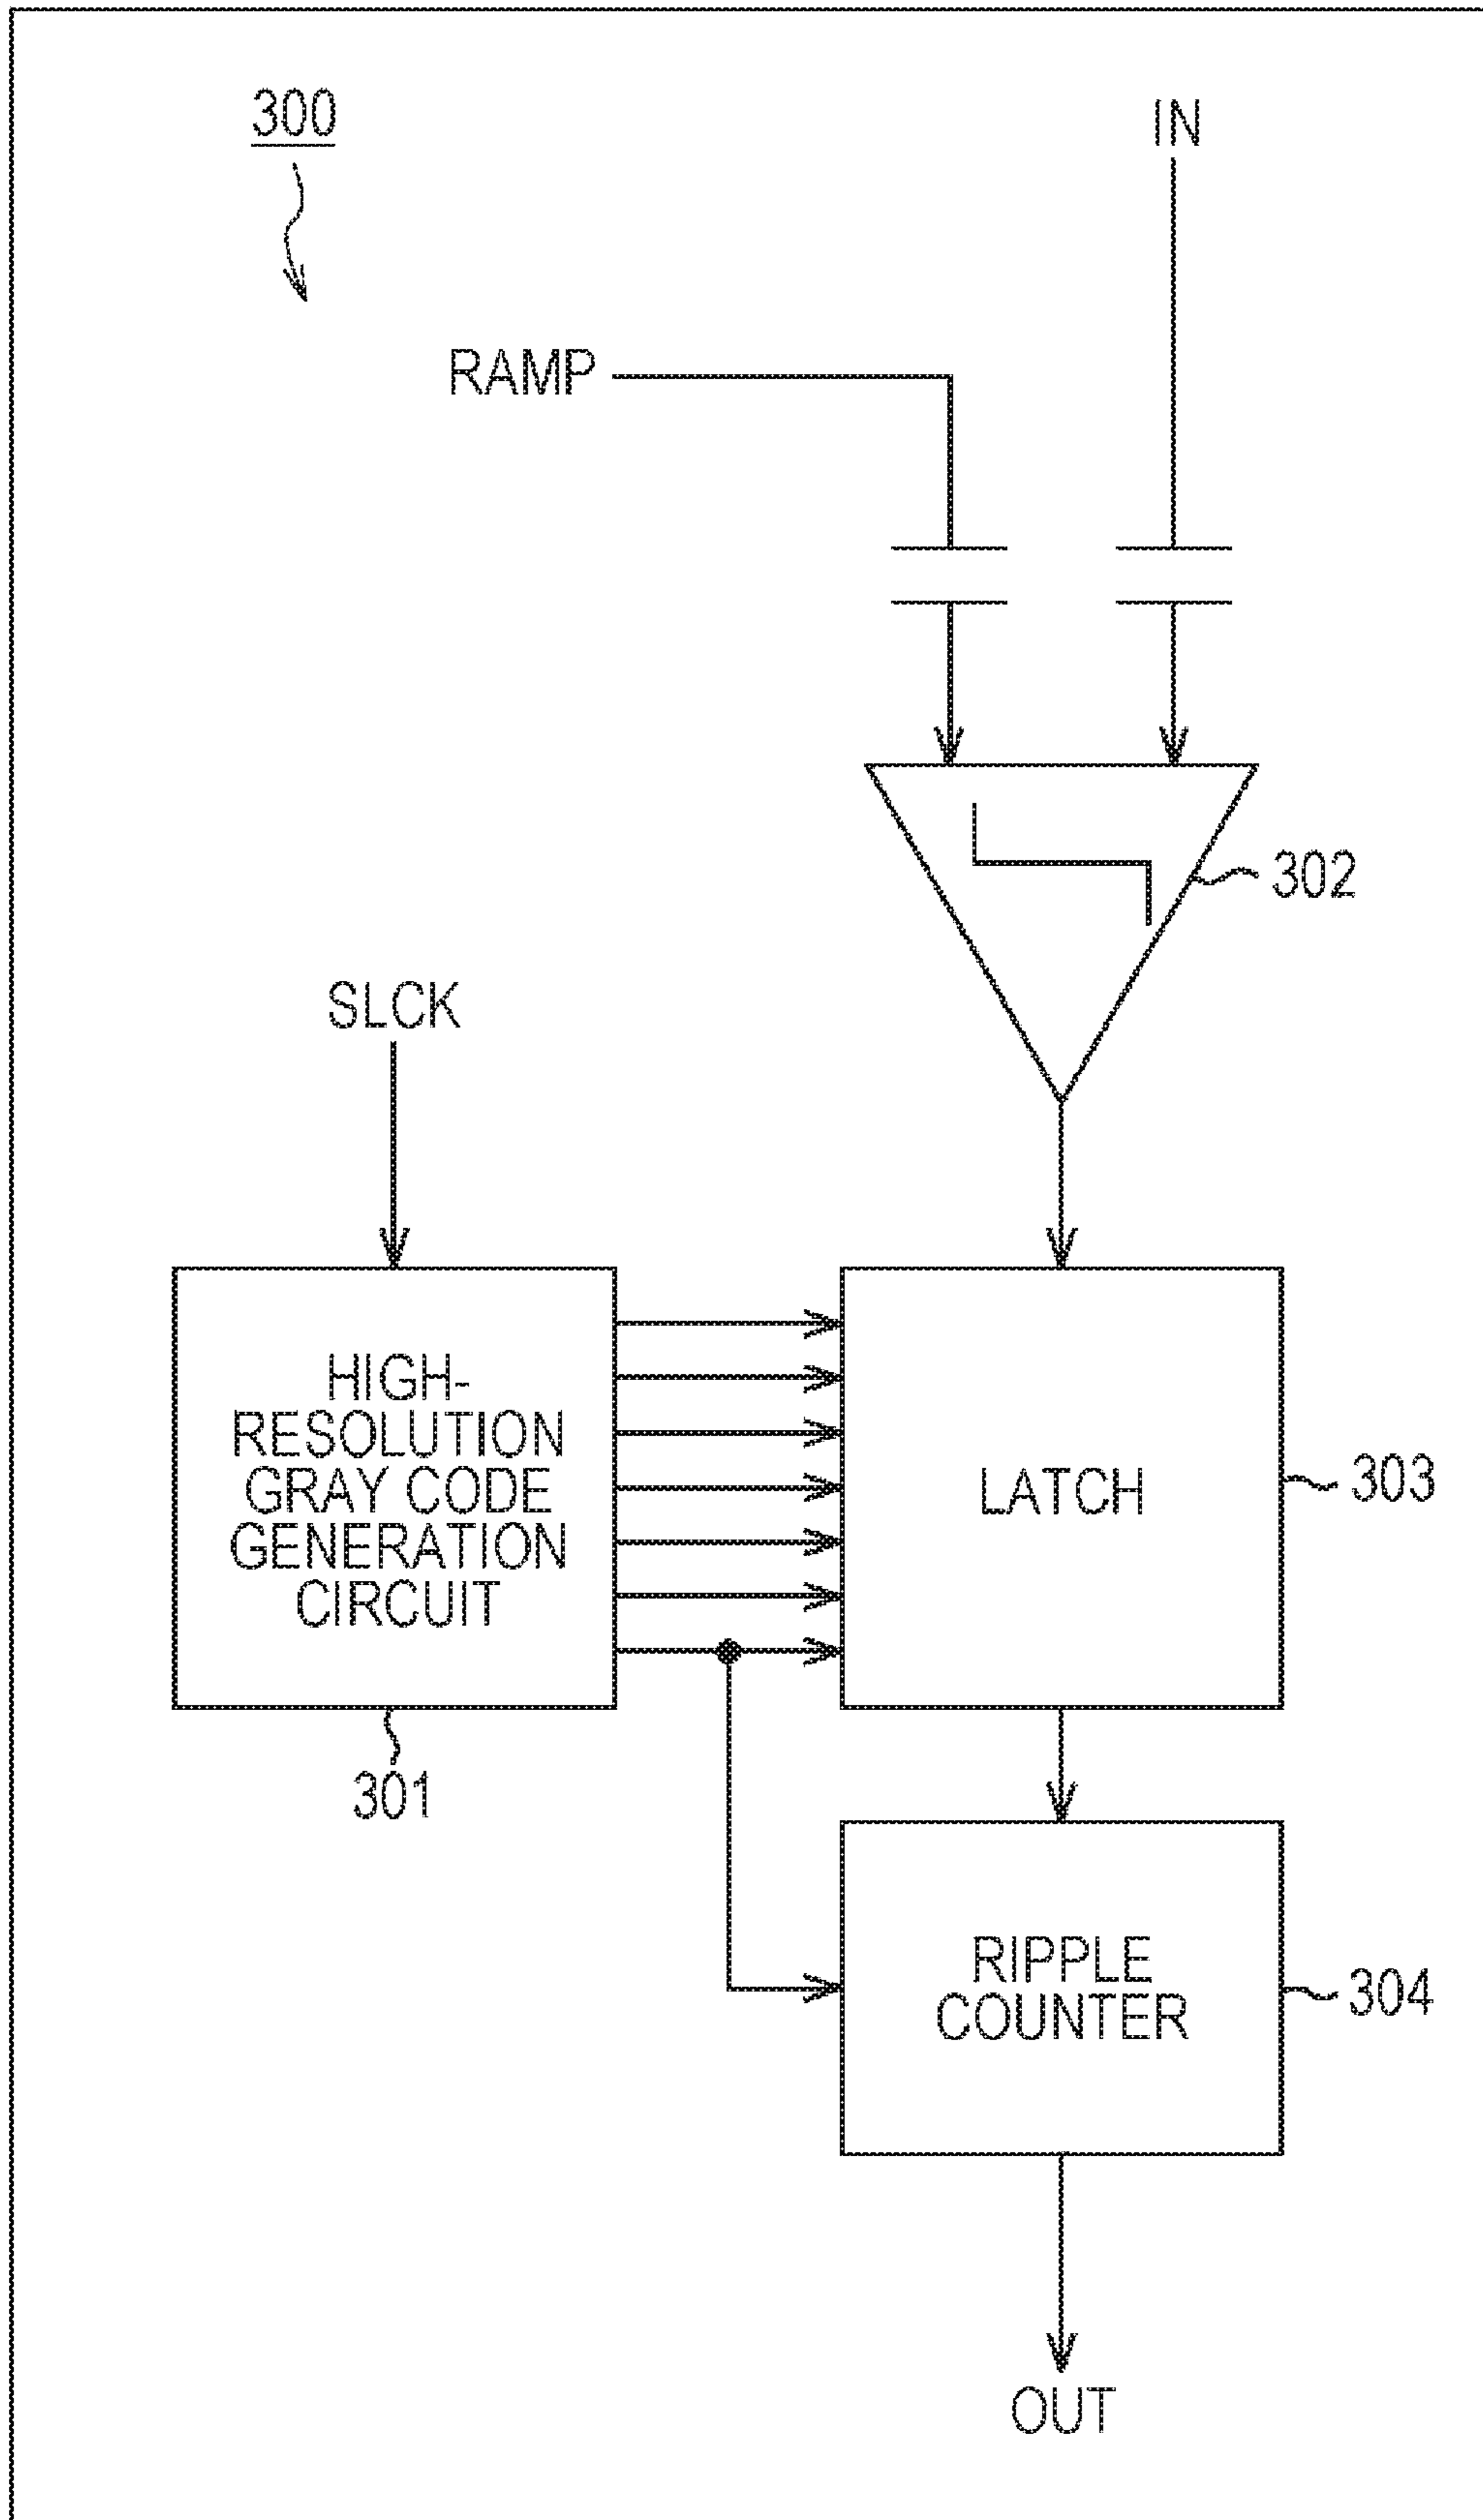 300
IN
RAMP
302
SLCK
HIGH-
RESOLUTION
GRAY CODE
GENERATION
CIRCUIT
LATCH
303
301
RIPPLE
COUNTER
304
OUT